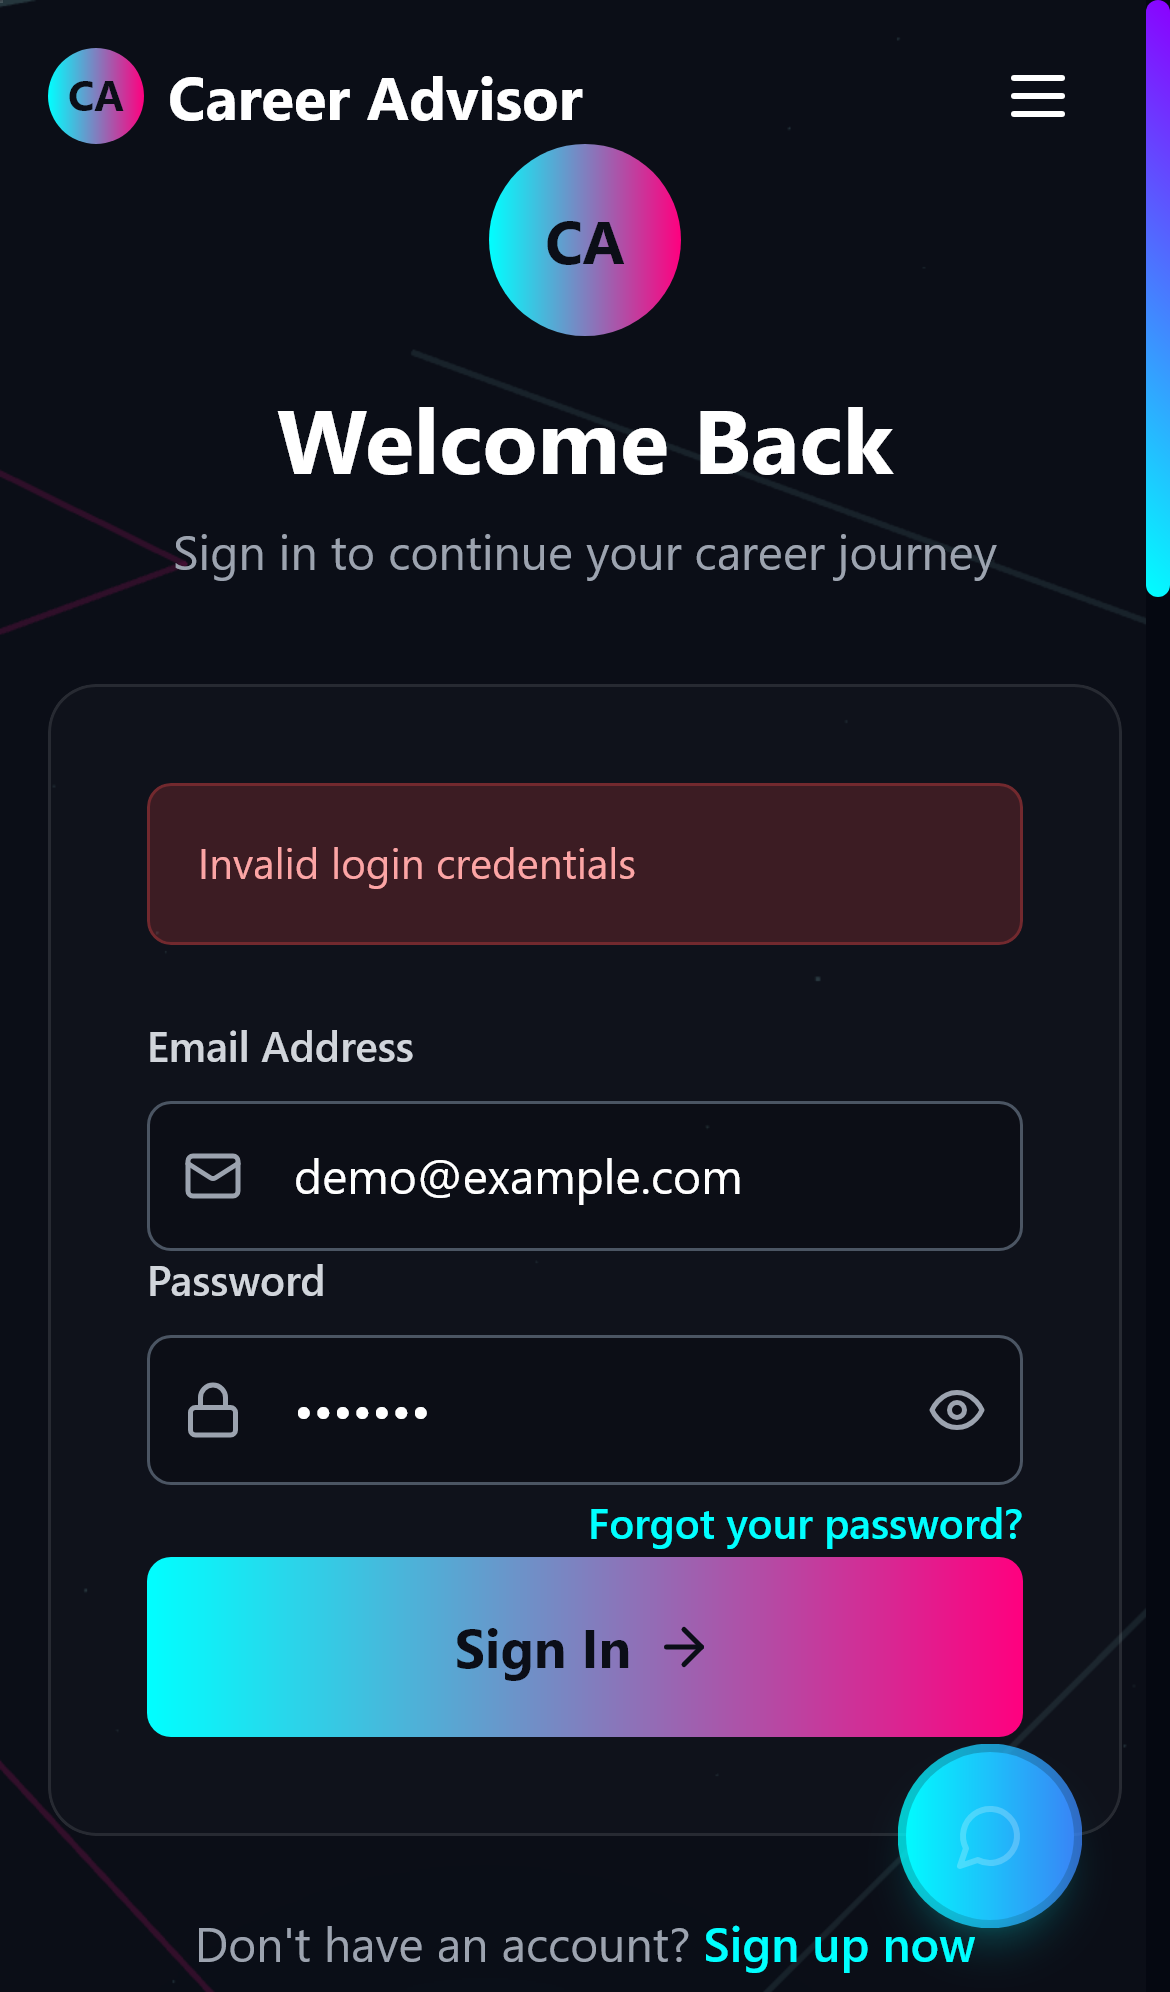 CA Career Advisor
CA
Welcome Back
Sign in to continue your career journey
Invalid login credentials
Email Address
demo@example.com
Password
•••••••
Forgot your password?
Sign In →
Don't have an account? Sign up now